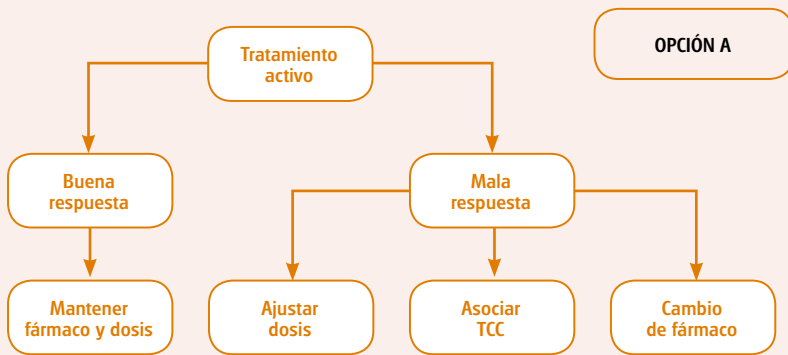 OPCIÓN A
Tratamiento
activo
Buena
respuesta
Mala
respuesta
Mantener
fármaco y dosis
Ajustar
dosis
Asociar
TCC
Cambio
de fármaco